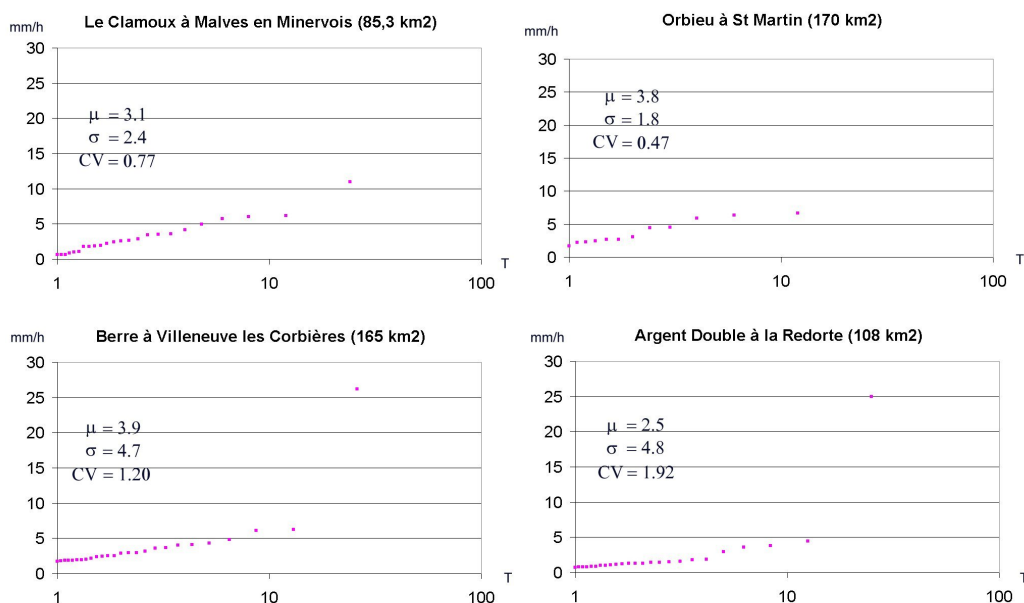 Le Clamoux à Malves en Minervois (85,3 km2)
mm/h
30
25
20
15
10
5
0
μ = 3.1
σ = 2.4
CV = 0.77
1
10
100
T
Orbieu à St Martin (170 km2)
mm/h
30
25
20
15
10
5
0
μ = 3.8
σ = 1.8
CV = 0.47
1
10
100
T
Berre à Villeneuve les Corbières (165 km2)
mm/h
30
25
20
15
10
5
0
μ = 3.9
σ = 4.7
CV = 1.20
1
10
100
T
Argent Double à la Redorte (108 km2)
mm/h
30
25
20
15
10
5
0
μ = 2.5
σ = 4.8
CV = 1.92
1
10
100
T